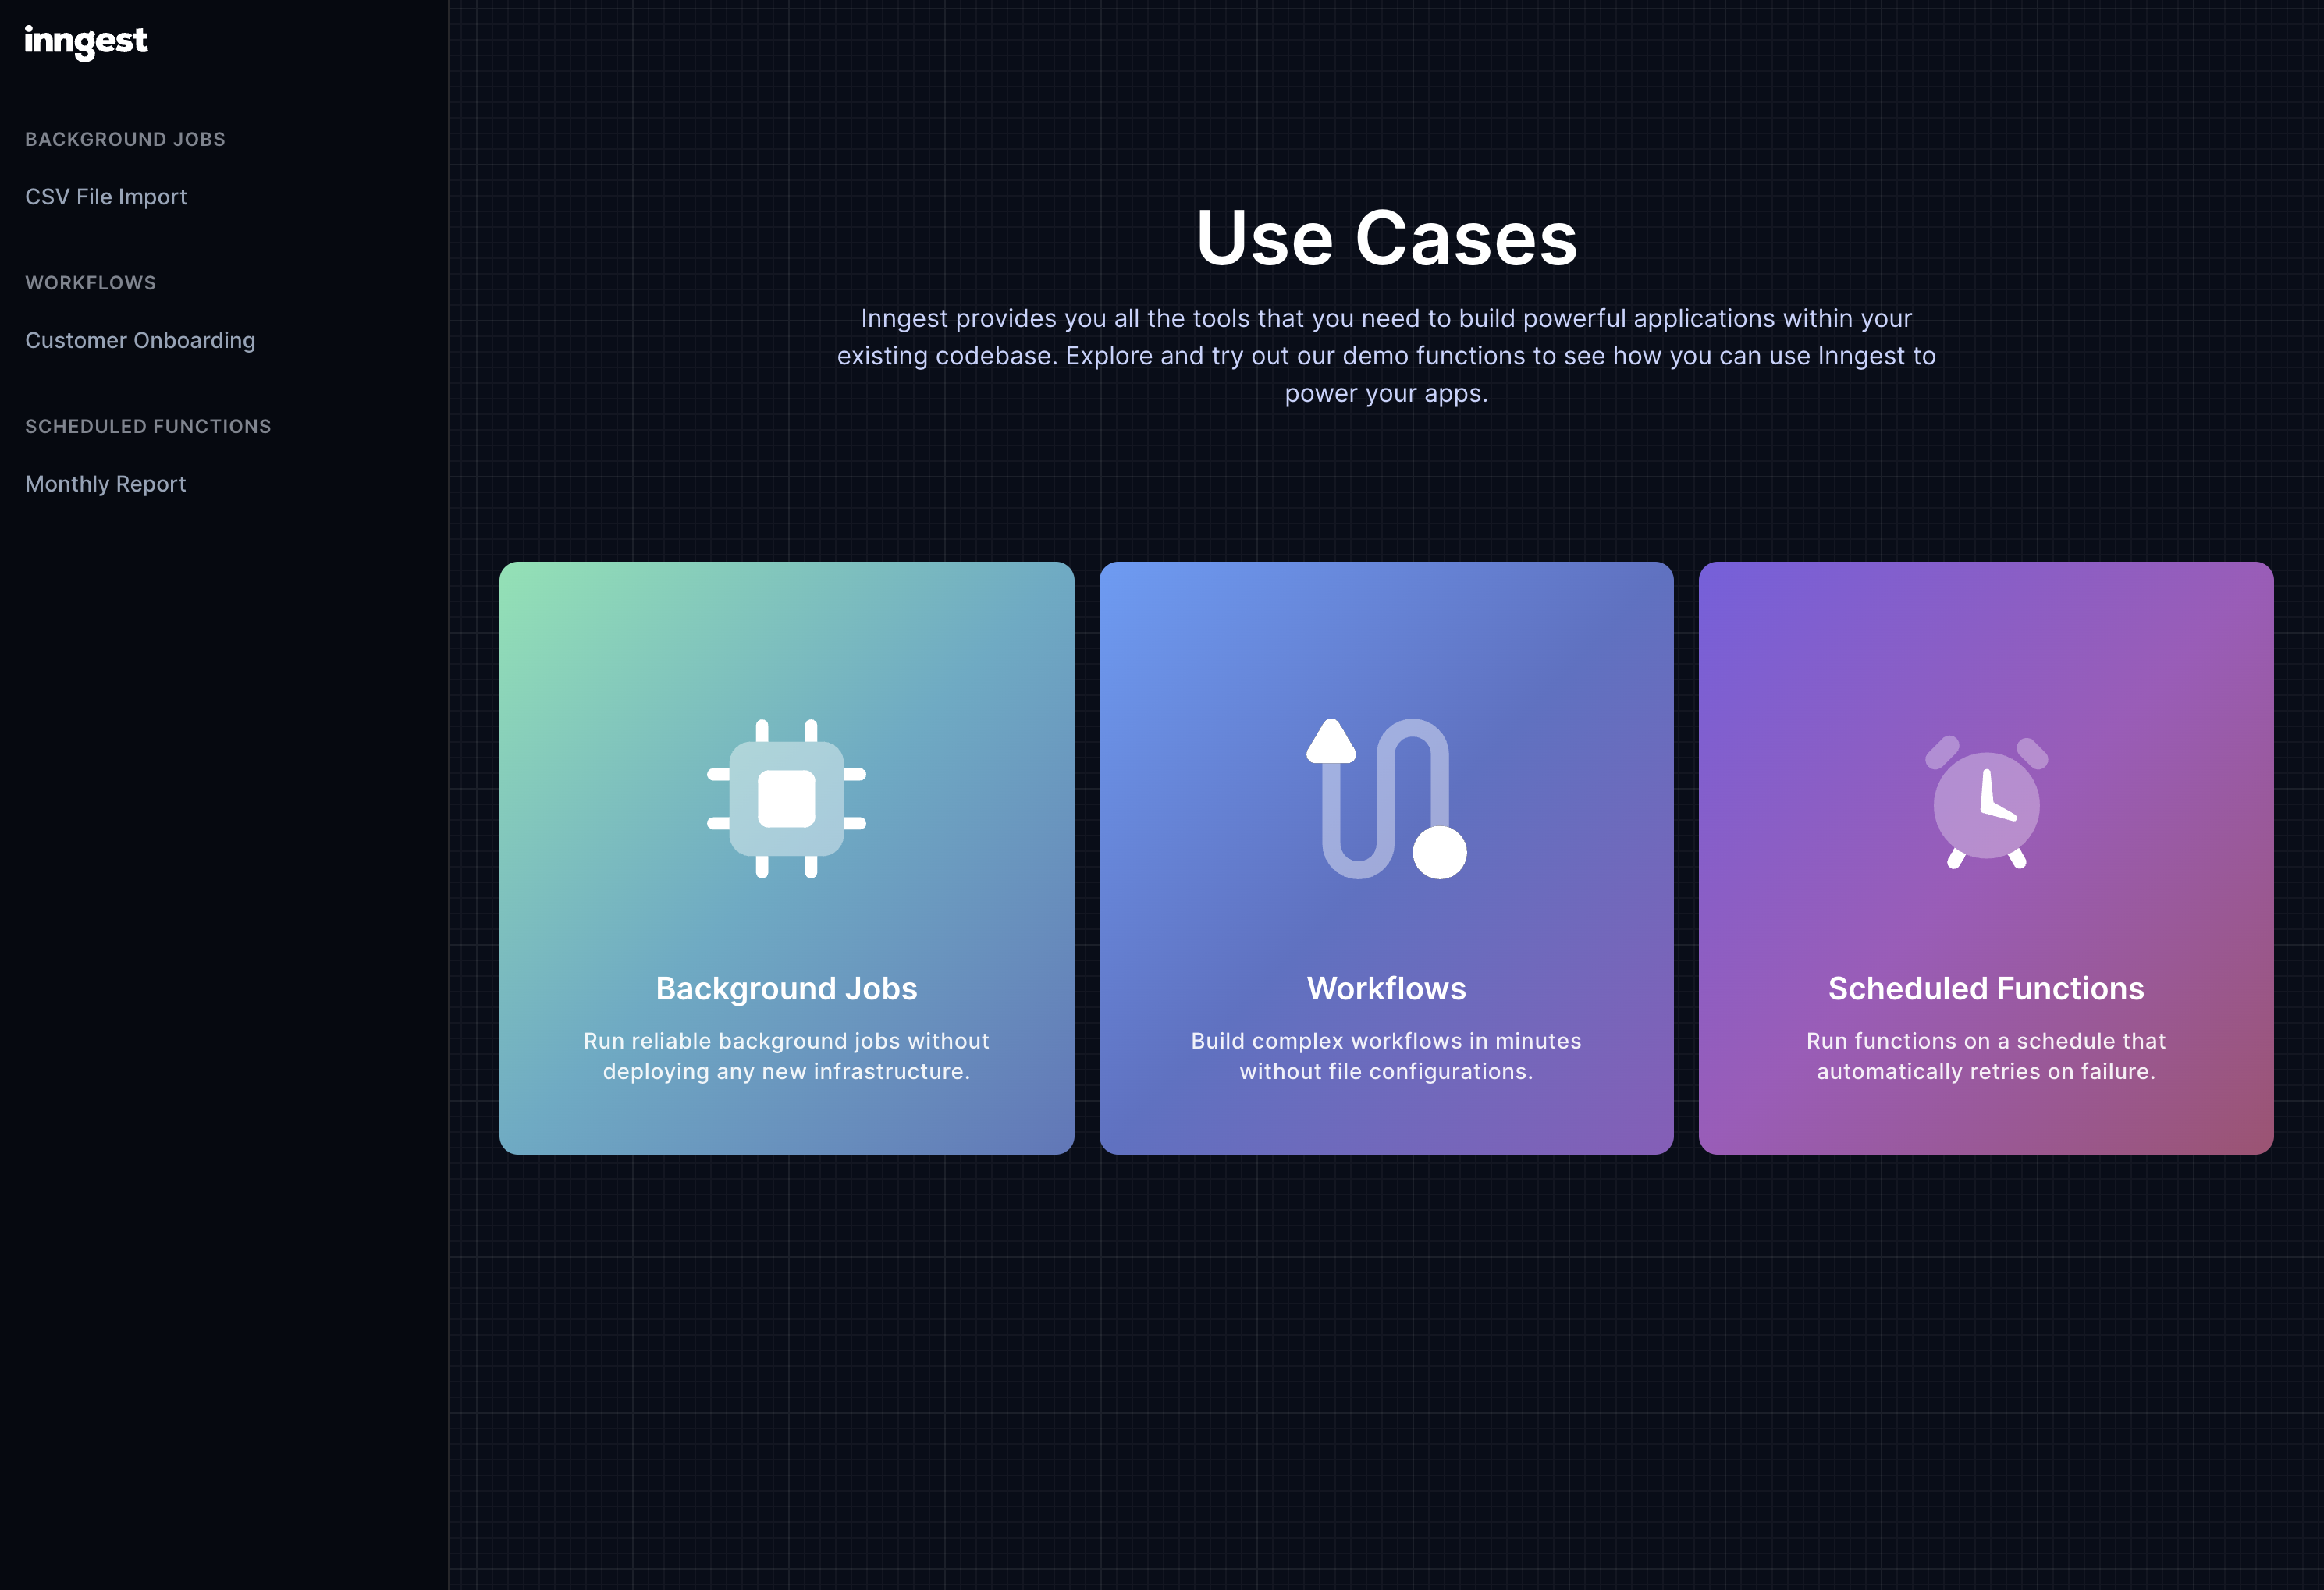 inngest
BACKGROUND JOBS
CSV File Import
WORKFLOWS
Customer Onboarding
SCHEDULED FUNCTIONS
Monthly Report
Use Cases
Inngest provides you all the tools that you need to build powerful applications within your
existing codebase. Explore and try out our demo functions to see how you can use Inngest to
power your apps.
Background Jobs
Run reliable background jobs without
deploying any new infrastructure.
Workflows
Build complex workflows in minutes
without file configurations.
Scheduled Functions
Run functions on a schedule that
automatically retries on failure.